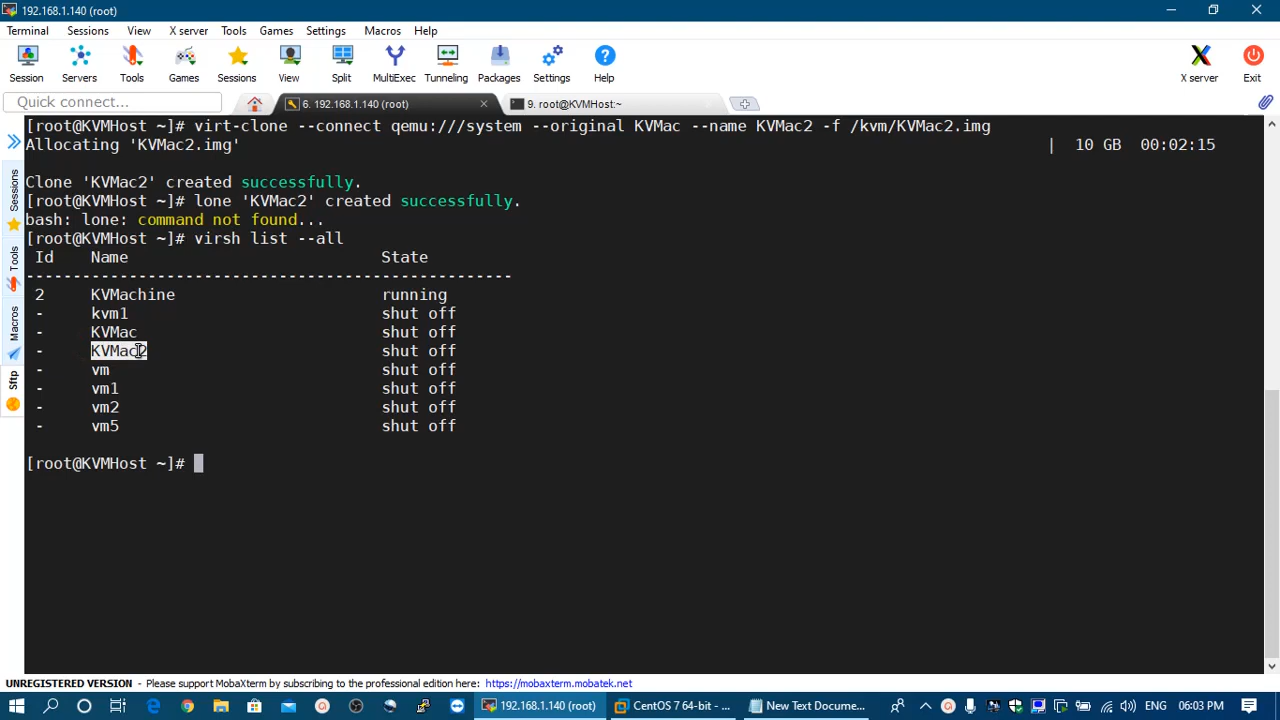 192.168.1.140 (root)
Terminal Sessions View X server Tools Games Settings Macros Help
Session Servers Tools Games Sessions View Split MultiExec Tunneling Packages Settings Help X server Exit
Quick connect... 6. 192.168.1.140 (root) 9. root@KVMHost:~
[root@KVMHost ~]# virt-clone --connect qemu:///system --original KVMac --name KVMac2 -f /kvm/KVMac2.img
Allocating 'KVMac2.img' | 10 GB 00:02:15
Clone 'KVMac2' created successfully.
[root@KVMHost ~]# lone 'KVMac2' created successfully.
bash: lone: command not found...
[root@KVMHost ~]# virsh list --all
Id Name State
----------------------------------------------------
2 KVMachine running
- kvm1 shut off
- KVMac shut off
- KVMac2 shut off
- vm shut off
- vm1 shut off
- vm2 shut off
- vm5 shut off
[root@KVMHost ~]#
Sessions
Tools
Macros
Sftp
UNREGISTERED VERSION - Please support MobaXterm by subscribing to the professional edition here: https://mobaxterm.mobatek.net
192.168.1.140 (root) CentOS 7 64-bit - ... New Text Docume... ENG 06:03 PM